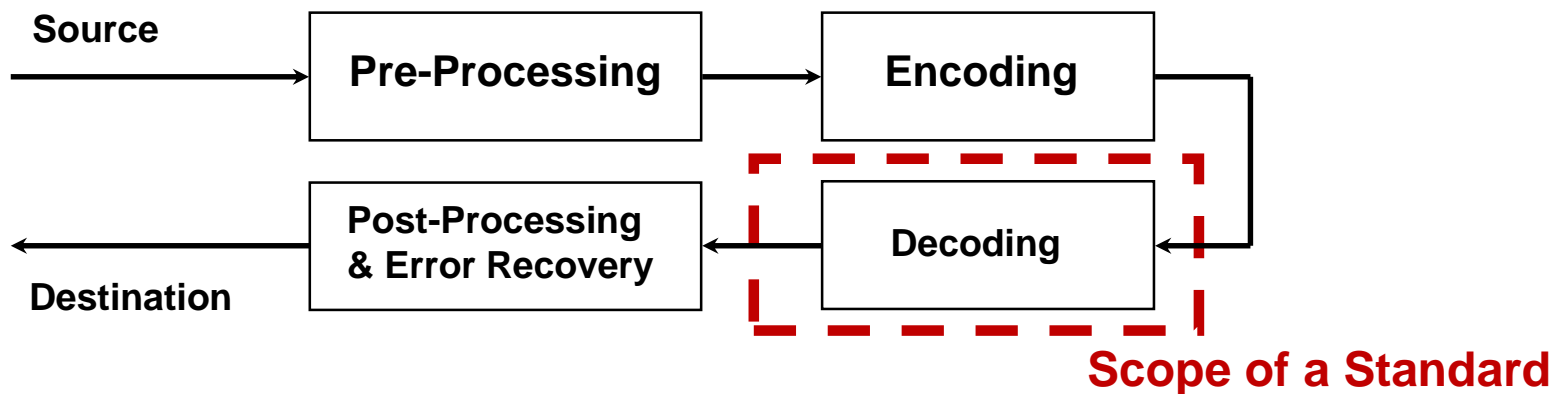 Source
Pre-Processing
Encoding
Post-Processing
& Error Recovery
Decoding
Destination
Scope of a Standard